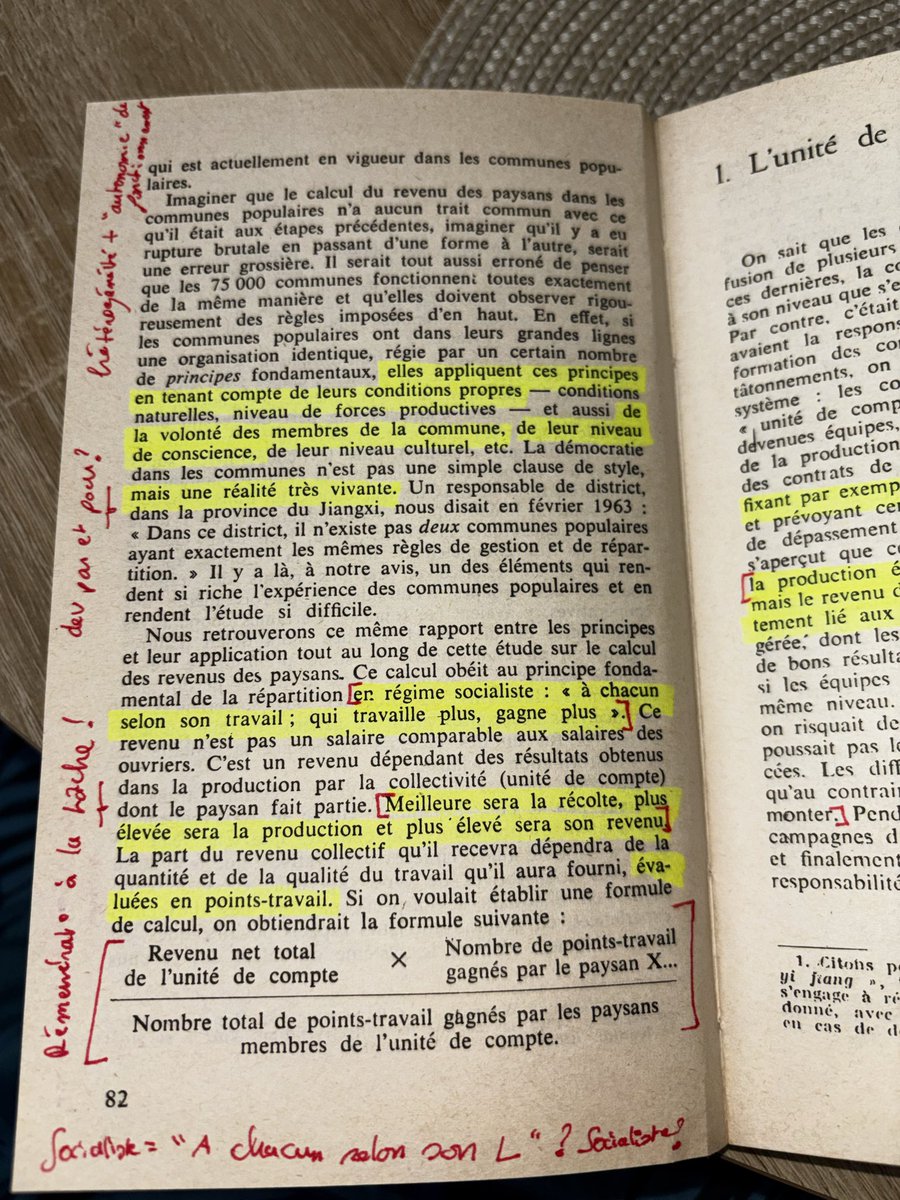 qui est actuellement en vigueur dans les communes popu-
laires.
Imaginer que le calcul du revenu des paysans dans les
communes populaires n'a aucun trait commun avec ce
qu'il était aux étapes précédentes, imaginer qu'il y a eu
rupture brutale en passant d'une forme à l'autre, serait
une erreur grossière. Il serait tout aussi erroné de penser
que les 75 000 communes fonctionnent toutes exactement
de la même manière et qu'elles doivent observer rigou-
reusement des règles imposées d'en haut. En effet, si
les communes populaires ont dans leurs grandes lignes
une organisation identique, régie par un certain nombre
de principes fondamentaux, elles appliquent ces principes
en tenant compte de leurs conditions propres — conditions
naturelles, niveau de forces productives — et aussi de
la volonté des membres de la commune, de leur niveau
de conscience, de leur niveau culturel, etc. La démocratie
dans les communes n'est pas une simple clause de style,
mais une réalité très vivante. Un responsable de district,
dans la province du Jiangxi, nous disait en février 1963 :
« Dans ce district, il n'existe pas deux communes populaires
ayant exactement les mêmes règles de gestion et de répar-
tition. » Il y a là, à notre avis, un des éléments qui ren-
dent si riche l'expérience des communes populaires et en
rendent l'étude si difficile.
Nous retrouverons ce même rapport entre les principes
et leur application tout au long de cette étude sur le calcul
des revenus des paysans. Ce calcul obéit au principe fonda-
mental de la répartition en régime socialiste : « à chacun
selon son travail ; qui travaille plus, gagne plus ». Ce
revenu n'est pas un salaire comparable aux salaires des
ouvriers. C'est un revenu dépendant des résultats obtenus
dans la production par la collectivité (unité de compte)
dont le paysan fait partie. Meilleure sera la récolte, plus
élevée sera la production et plus élevé sera son revenu
La part du revenu collectif qu'il recevra dépendra de la
quantité et de la qualité du travail qu'il aura fourni, éva-
luées en points-travail. Si on voulait établir une formule
de calcul, on obtiendrait la formule suivante :
Revenu net total
de l'unité de compte
×
Nombre de points-travail
gagnés par le paysan X...
Nombre total de points-travail gagnés par les paysans
membres de l'unité de compte.
82
hétérogénéité + "autonomie" de
fonctionnement
dev par et pour ?
à la tâche !
Socialiste = "A chacun selon son L" ? Socialiste ?
1. L'unité de
On sait que les
fusion de plusieurs
ces dernières, la
à son niveau que s'e
Par contre, c'était
avaient la respons
formation des co
tâtonnements, on
système : les co
« unité de comp
devenues équipes,
de la production
des contrats de
fixant par exemp
et prévoyant cer
de dépassement
s'aperçut que c
la production é
mais le revenu d
tement lié aux
gérée, dont les
de bons résulta
si les équipes
même niveau.
on risquait de
poussait pas le
cées. Les diff
qu'au contrain
monter. Pend
campagnes d
et finalement
responsabilité
1. Citons p
yi jiang »,
s'engage à ré
donné, avec
en cas de d